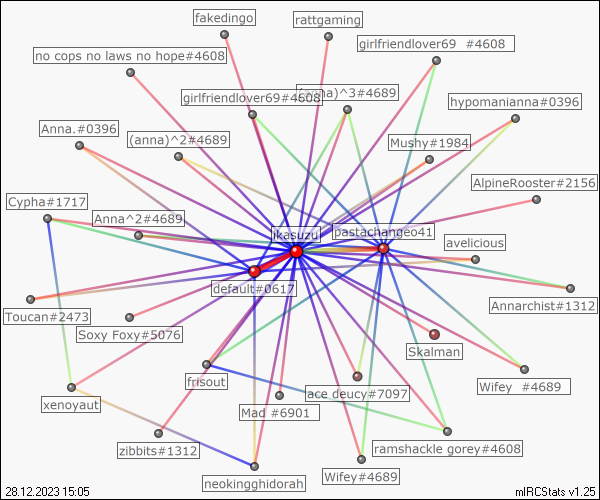 fakedingo
rattgaming
girlfriendlover69 #4608
no cops no laws no hope#4608
girlfriendlover69#4608
(anna)^3#4689
hypomanianna#0396
Anna.#0396
(anna)^2#4689
Mushy#1984
AlpineRooster#2156
Cypha#1717
Anna^2#4689
jkasuzu
pastachangeo41
avelicious
default#0617
Toucan#2473
Annarchist#1312
Soxy Foxy#5076
Skalman
frisout
Wifey #4689
xenoyaut
ace_deucy#7097
Mad #6901
zibbits#1312
ramshackle gorey#4608
neokingghidorah
Wifey#4689
28.12.2023 15:05
mIRCStats v1.25